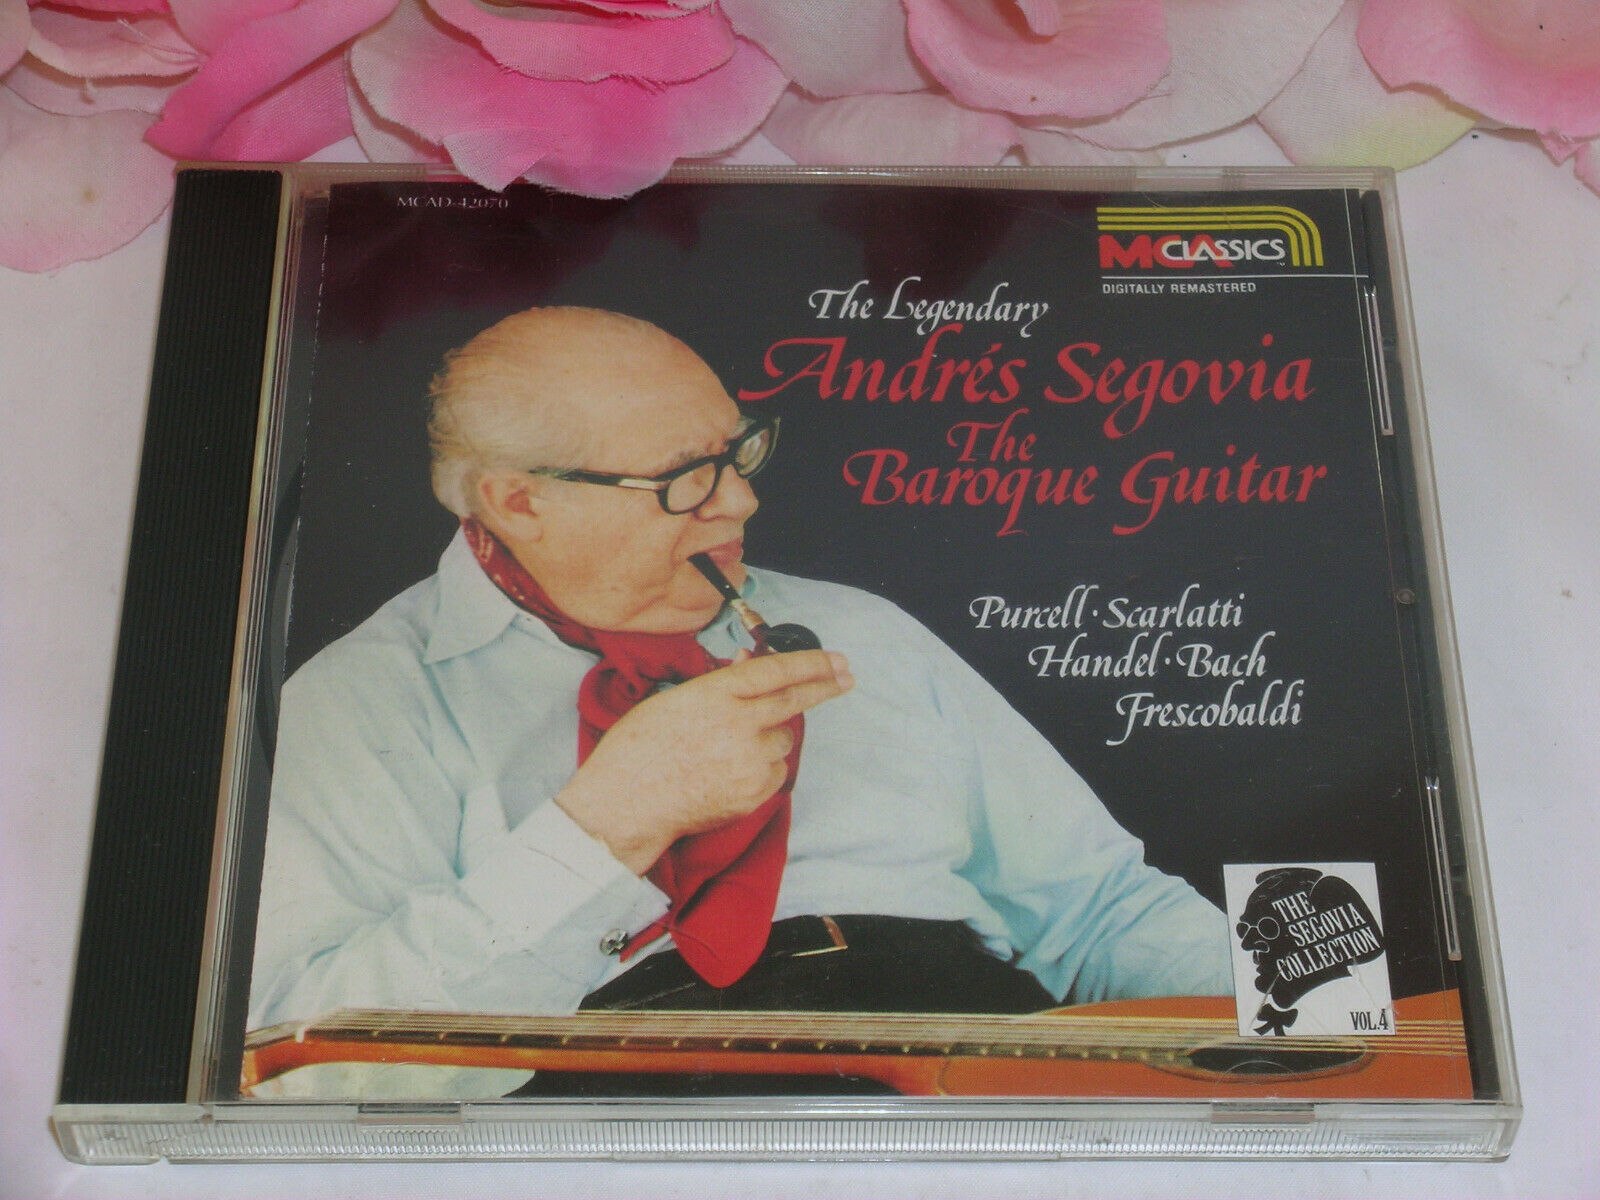 MCAD-42070
MCA CLASSICS™
DIGITALLY REMASTERED
The Legendary
Andrés Segovia
The
Baroque Guitar
Purcell · Scarlatti
Handel · Bach
Frescobaldi
THE
SEGOVIA
COLLECTION
VOL.4